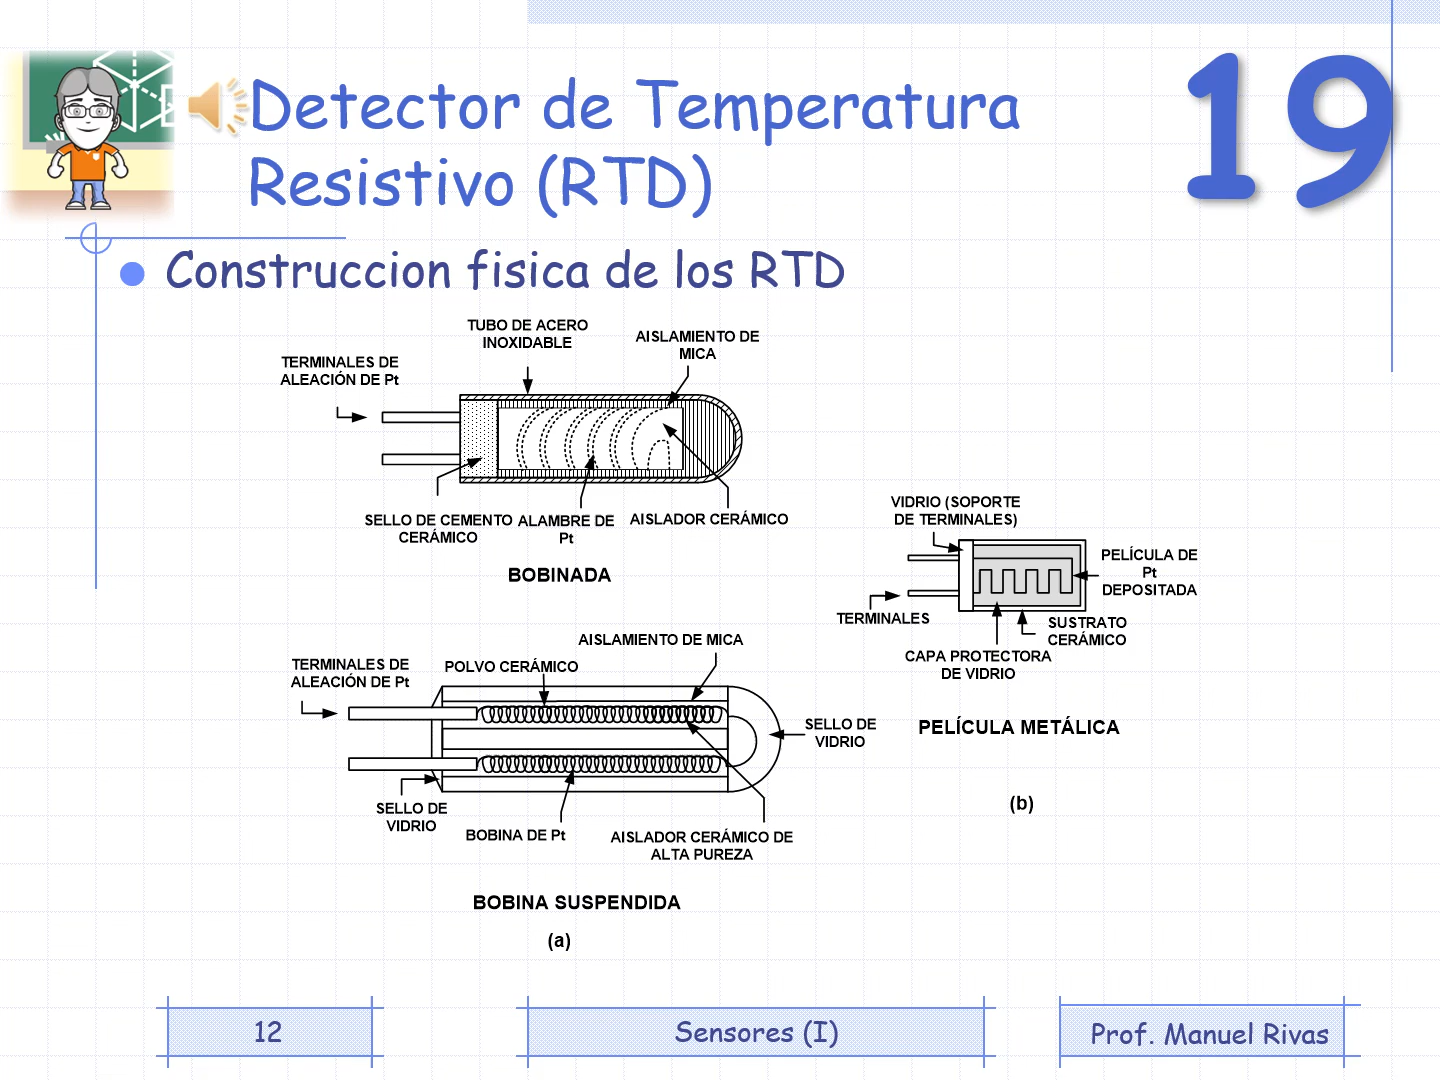 Detector de Temperatura
Resistivo (RTD)
19
Construccion fisica de los RTD
TUBO DE ACERO
INOXIDABLE
AISLAMIENTO DE
MICA
TERMINALES DE
ALEACIÓN DE Pt
SELLO DE CEMENTO
CERÁMICO
ALAMBRE DE
Pt
AISLADOR CERÁMICO
BOBINADA
VIDRIO (SOPORTE
DE TERMINALES)
PELÍCULA DE
Pt
DEPOSITADA
TERMINALES
SUSTRATO
CERÁMICO
CAPA PROTECTORA
DE VIDRIO
PELÍCULA METÁLICA
(b)
AISLAMIENTO DE MICA
TERMINALES DE
ALEACIÓN DE Pt
POLVO CERÁMICO
SELLO DE
VIDRIO
SELLO DE
VIDRIO
BOBINA DE Pt
AISLADOR CERÁMICO DE
ALTA PUREZA
BOBINA SUSPENDIDA
(a)
12
Sensores (I)
Prof. Manuel Rivas